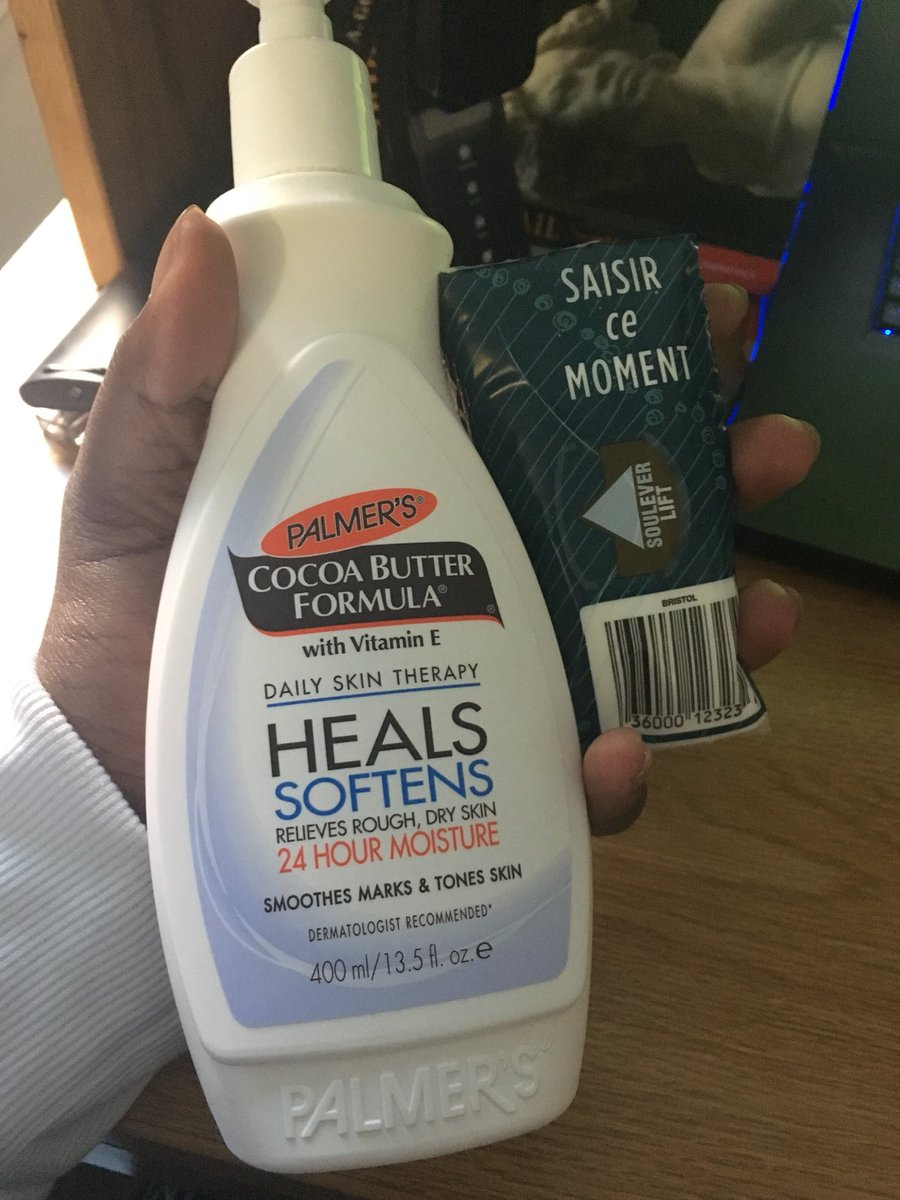 PALMER'S®
COCOA BUTTER
FORMULA®
®
with Vitamin E
DAILY SKIN THERAPY
HEALS
SOFTENS
RELIEVES ROUGH, DRY SKIN
24 HOUR MOISTURE
SMOOTHES MARKS & TONES SKIN
DERMATOLOGIST RECOMMENDED*
400 ml/13.5 fl. oz.e
PALMER'S
SAISIR
ce
MOMENT
SOULEVER
LIFT
BRISTOL
36000 12323